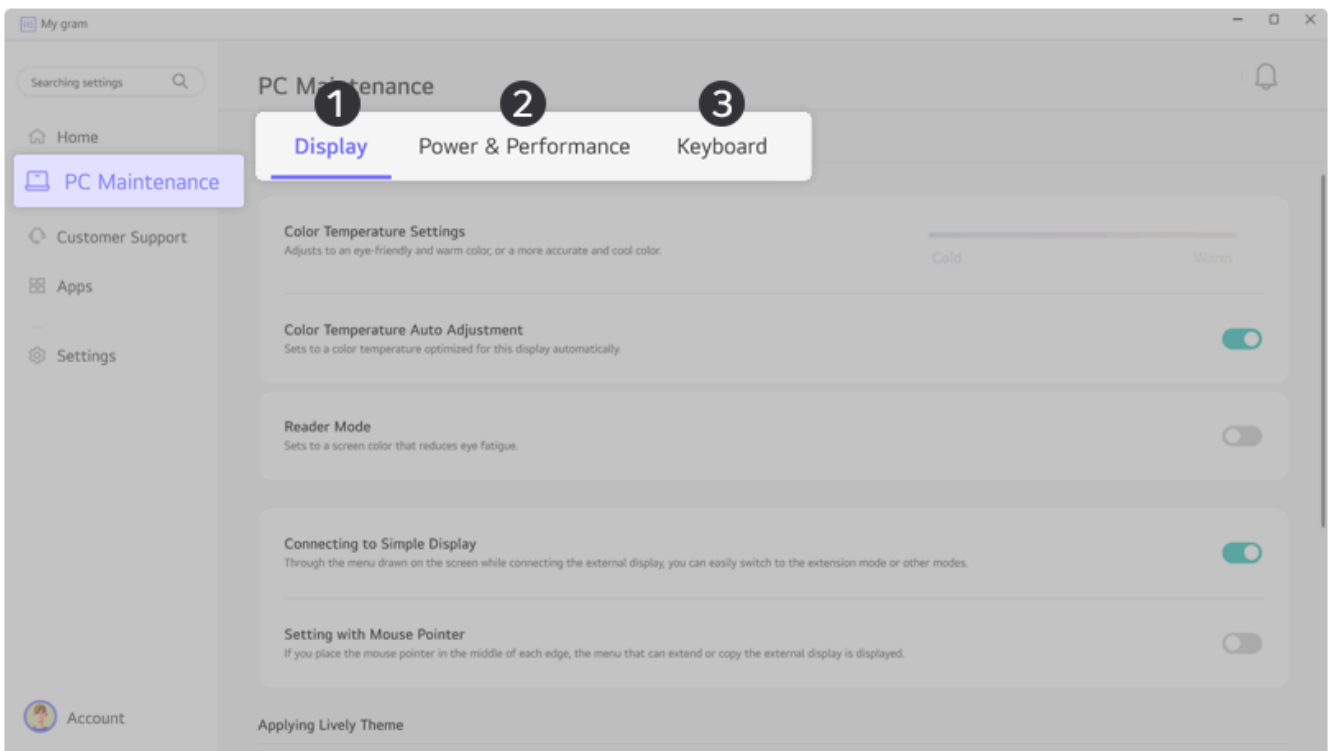 My gram
Searching settings
Home
PC Maintenance
Customer Support
Apps
Settings
Account
PC Maintenance
1 2 3
Display Power & Performance Keyboard
Color Temperature Settings
Adjusts to an eye-friendly and warm color, or a more accurate and cool color.
Cold Warm
Color Temperature Auto Adjustment
Sets to a color temperature optimized for this display automatically.
Reader Mode
Sets to a screen color that reduces eye fatigue.
Connecting to Simple Display
Through the menu drawn on the screen while connecting the external display, you can easily switch to the extension mode or other modes.
Setting with Mouse Pointer
If you place the mouse pointer in the middle of each edge, the menu that can extend or copy the external display is displayed.
Applying Lively Theme